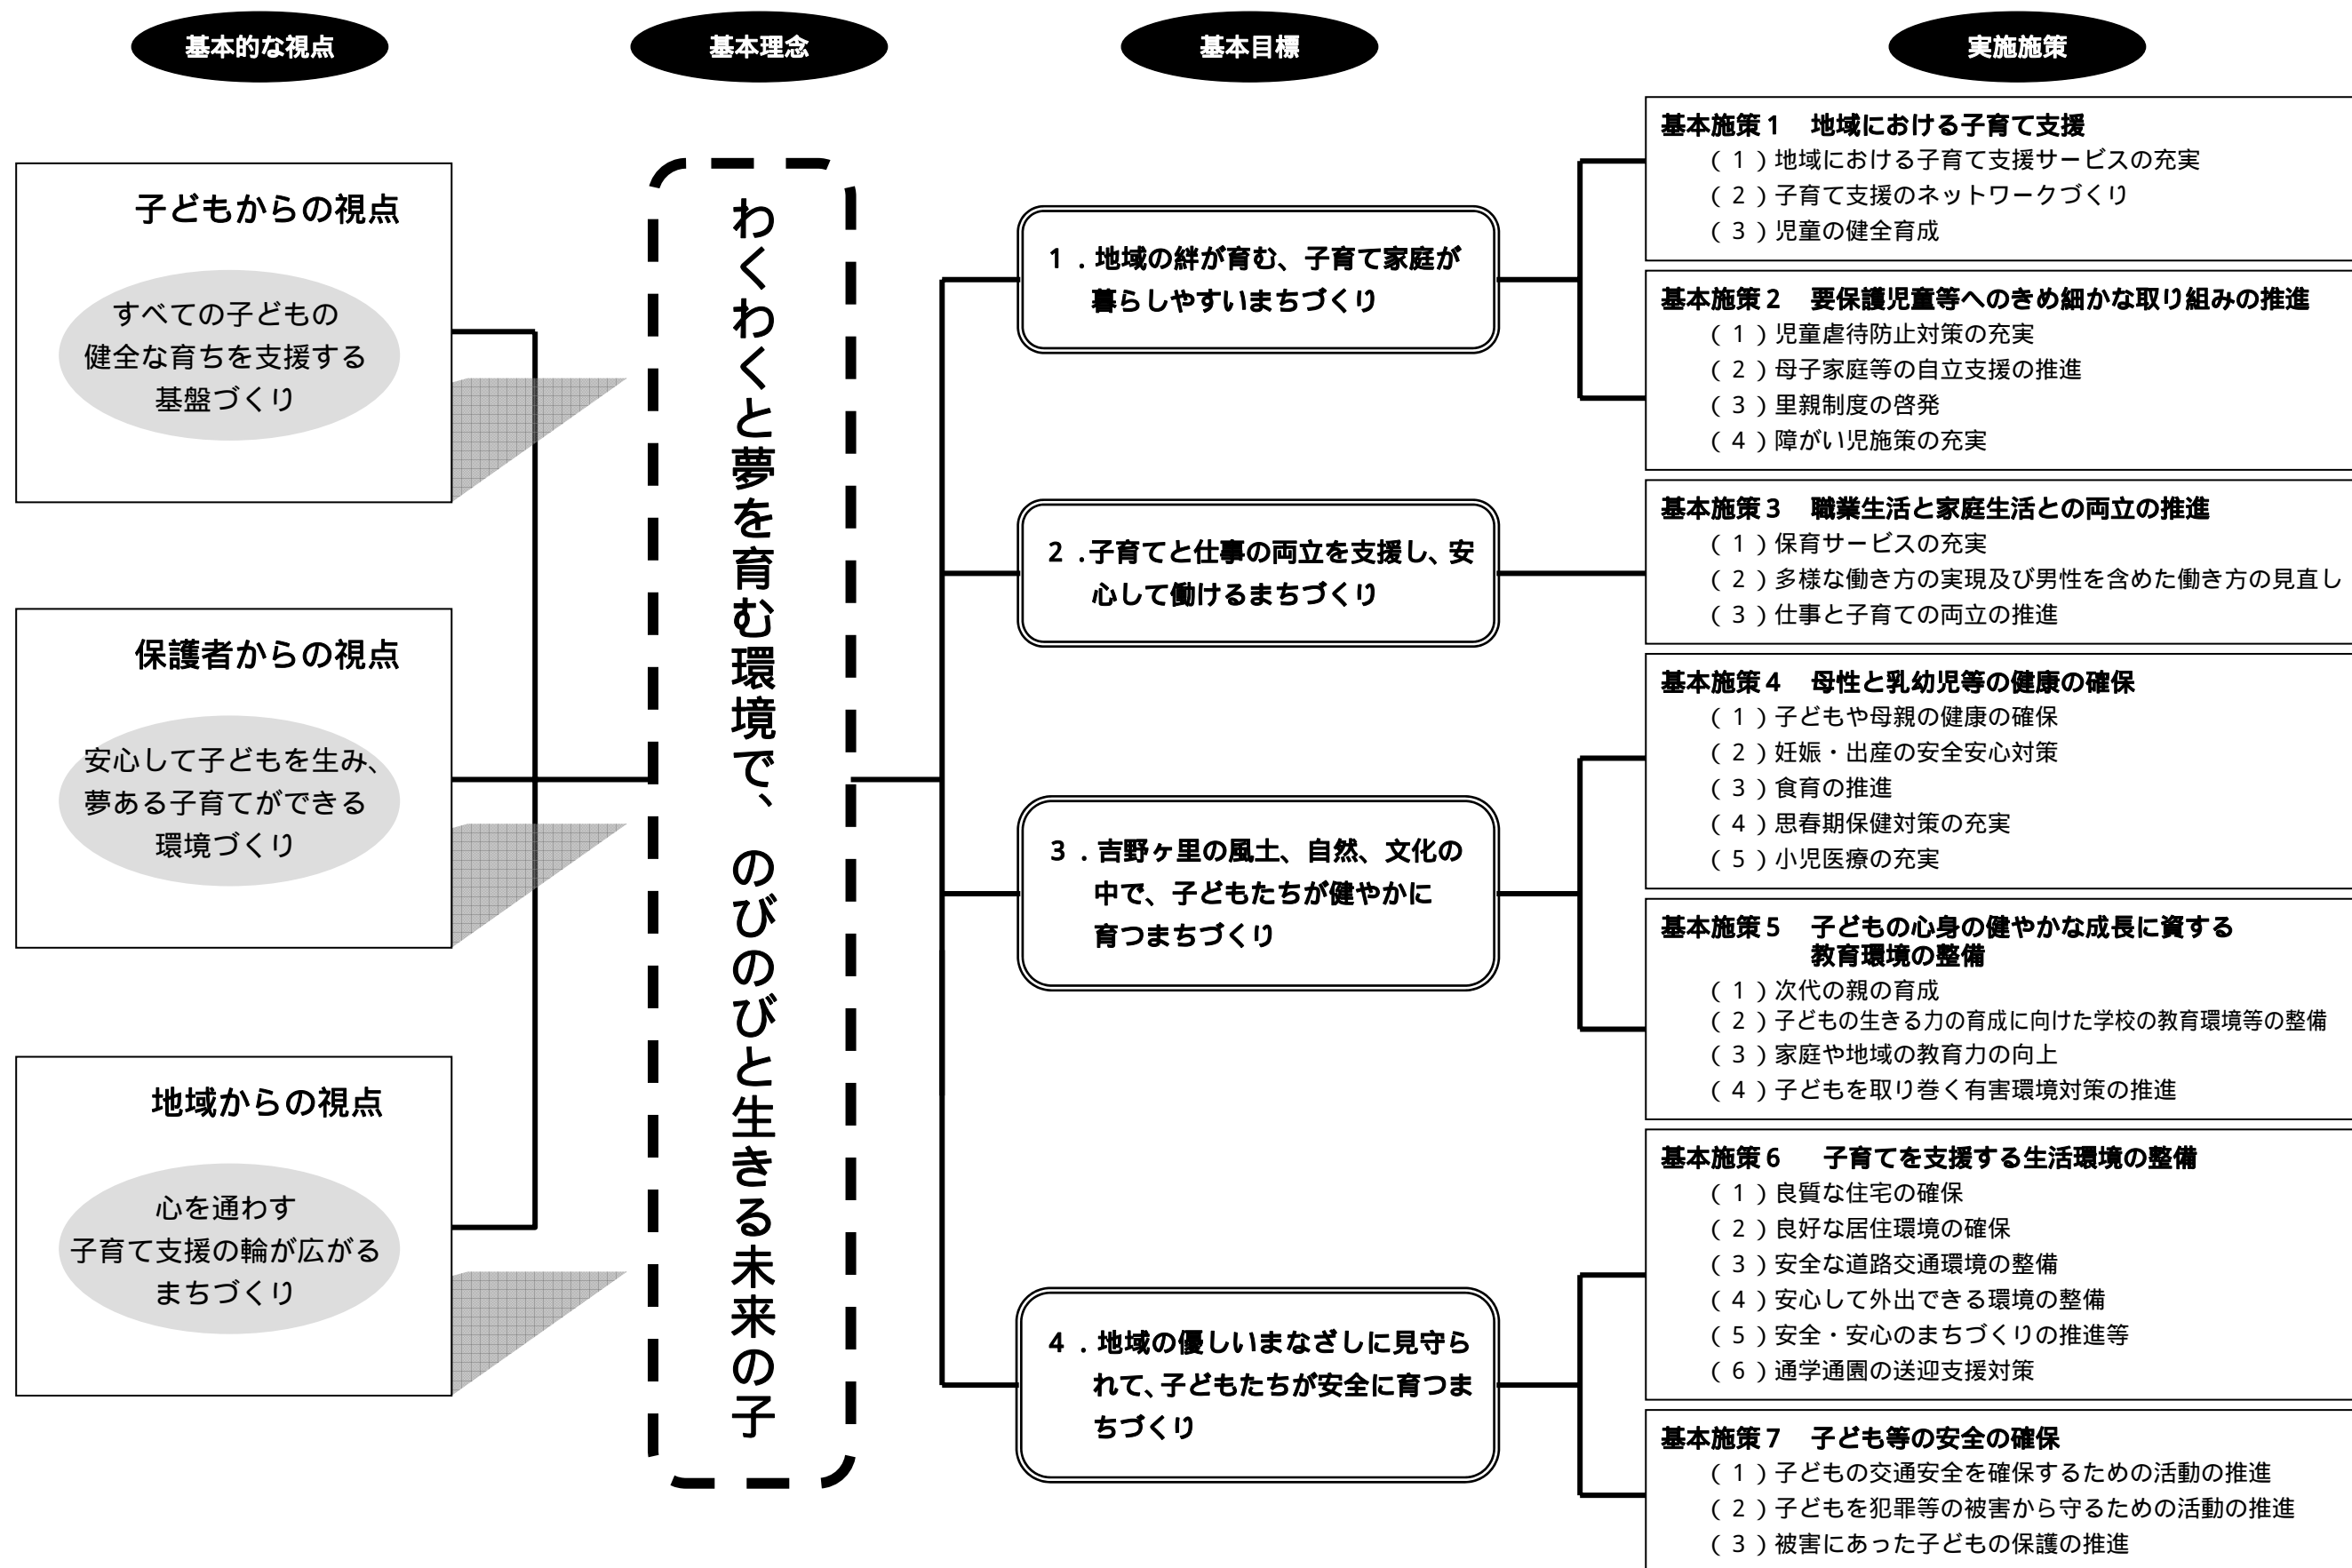 基本的な視点
基本理念
基本目標
実施施策
子どもからの視点
すべての子どもの
健全な育ちを支援する
基盤づくり
保護者からの視点
安心して子どもを生み、
夢ある子育てができる
環境づくり
地域からの視点
心を通わす
子育て支援の輪が広がる
まちづくり
わくわくと夢を育む環境で、のびのびと生きる未来の子
1．地域の絆が育む、子育て家庭が
暮らしやすいまちづくり
2．子育てと仕事の両立を支援し、安
心して働けるまちづくり
3．吉野ヶ里の風土、自然、文化の
中で、子どもたちが健やかに
育つまちづくり
4．地域の優しいまなざしに見守ら
れて、子どもたちが安全に育つま
ちづくり
基本施策1　地域における子育て支援
（1）地域における子育て支援サービスの充実
（2）子育て支援のネットワークづくり
（3）児童の健全育成
基本施策2　要保護児童等へのきめ細かな取り組みの推進
（1）児童虐待防止対策の充実
（2）母子家庭等の自立支援の推進
（3）里親制度の啓発
（4）障がい児施策の充実
基本施策3　職業生活と家庭生活との両立の推進
（1）保育サービスの充実
（2）多様な働き方の実現及び男性を含めた働き方の見直し
（3）仕事と子育ての両立の推進
基本施策4　母性と乳幼児等の健康の確保
（1）子どもや母親の健康の確保
（2）妊娠・出産の安全安心対策
（3）食育の推進
（4）思春期保健対策の充実
（5）小児医療の充実
基本施策5　子どもの心身の健やかな成長に資する
教育環境の整備
（1）次代の親の育成
（2）子どもの生きる力の育成に向けた学校の教育環境等の整備
（3）家庭や地域の教育力の向上
（4）子どもを取り巻く有害環境対策の推進
基本施策6　子育てを支援する生活環境の整備
（1）良質な住宅の確保
（2）良好な居住環境の確保
（3）安全な道路交通環境の整備
（4）安心して外出できる環境の整備
（5）安全・安心のまちづくりの推進等
（6）通学通園の送迎支援対策
基本施策7　子ども等の安全の確保
（1）子どもの交通安全を確保するための活動の推進
（2）子どもを犯罪等の被害から守るための活動の推進
（3）被害にあった子どもの保護の推進